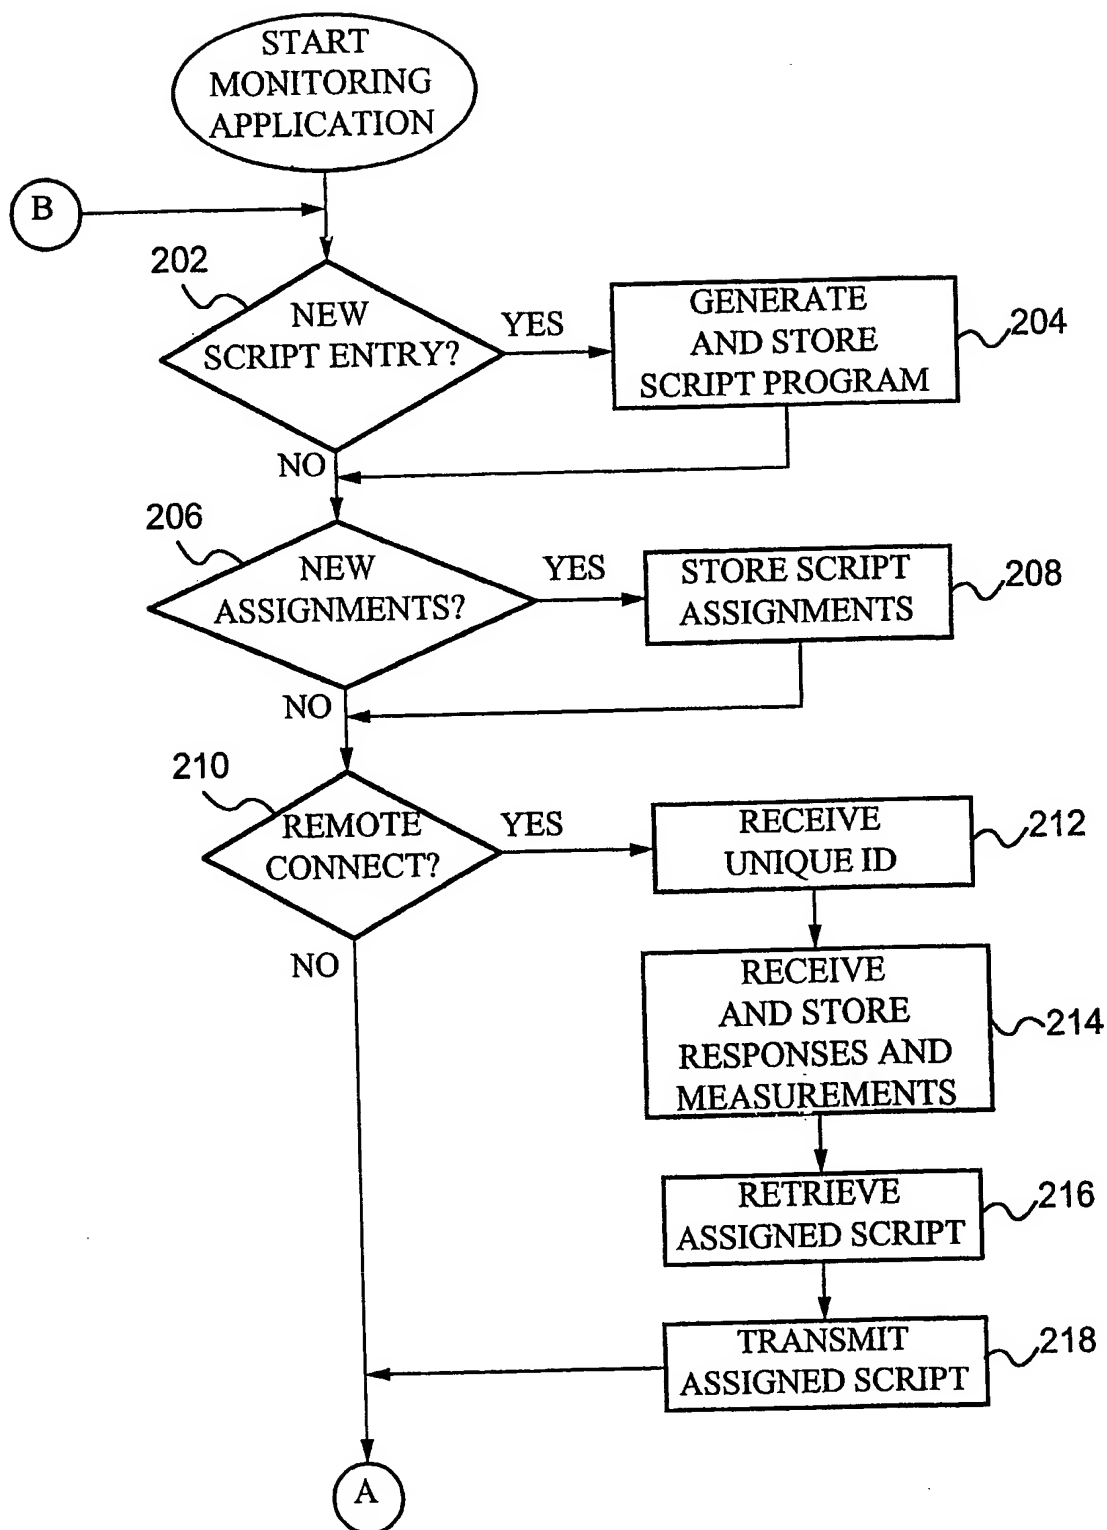 START
MONITORING
APPLICATION
B
202
NEW
SCRIPT ENTRY?
YES
GENERATE
AND STORE
SCRIPT PROGRAM
204
NO
206
NEW
ASSIGNMENTS?
YES
STORE SCRIPT
ASSIGNMENTS
208
NO
210
REMOTE
CONNECT?
YES
RECEIVE
UNIQUE ID
212
NO
RECEIVE
AND STORE
RESPONSES AND
MEASUREMENTS
214
RETRIEVE
ASSIGNED SCRIPT
216
TRANSMIT
ASSIGNED SCRIPT
218
A